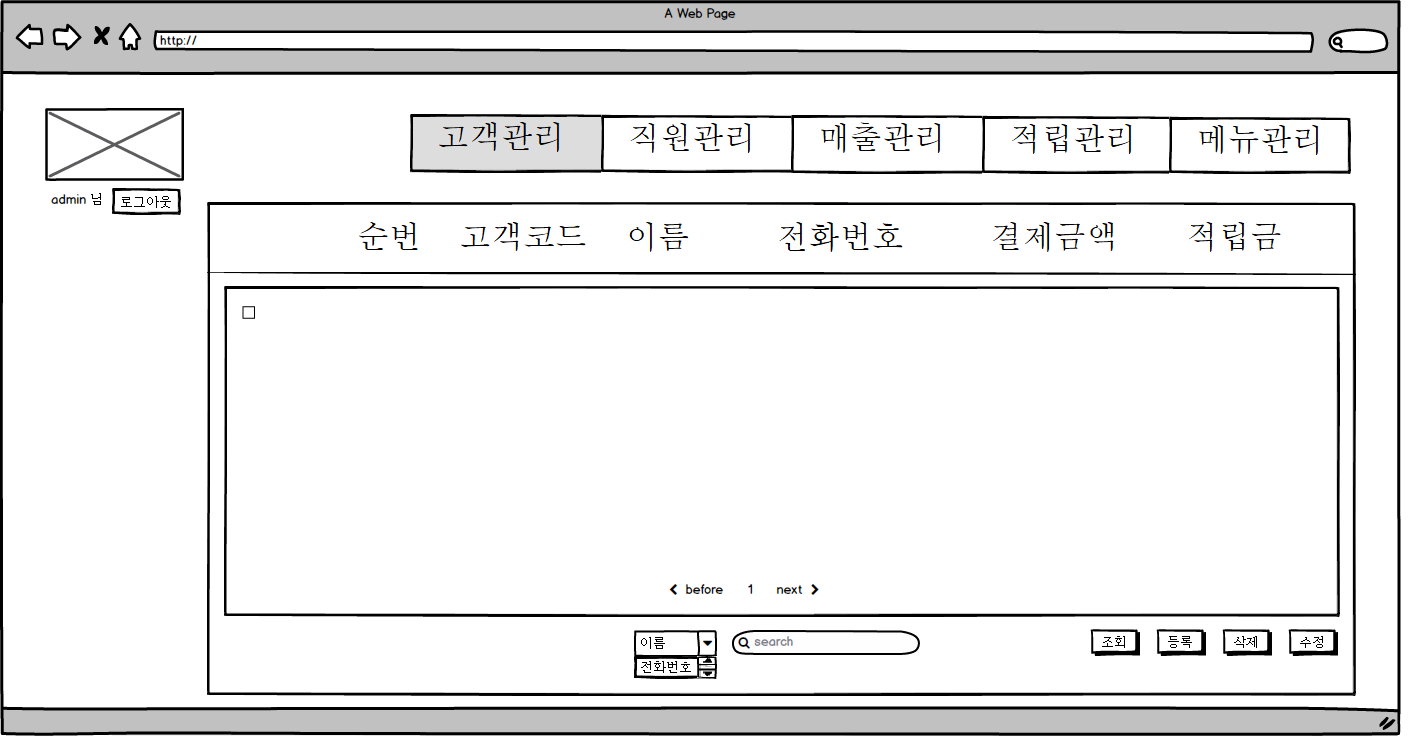 A Web Page
http://
고객관리 직원관리 매출관리 적립관리 메뉴관리
admin 님 로그아웃
순번 고객코드 이름 전화번호 결제금액 적립금
before 1 next
이름 search 조회 등록 삭제 수정
전화번호